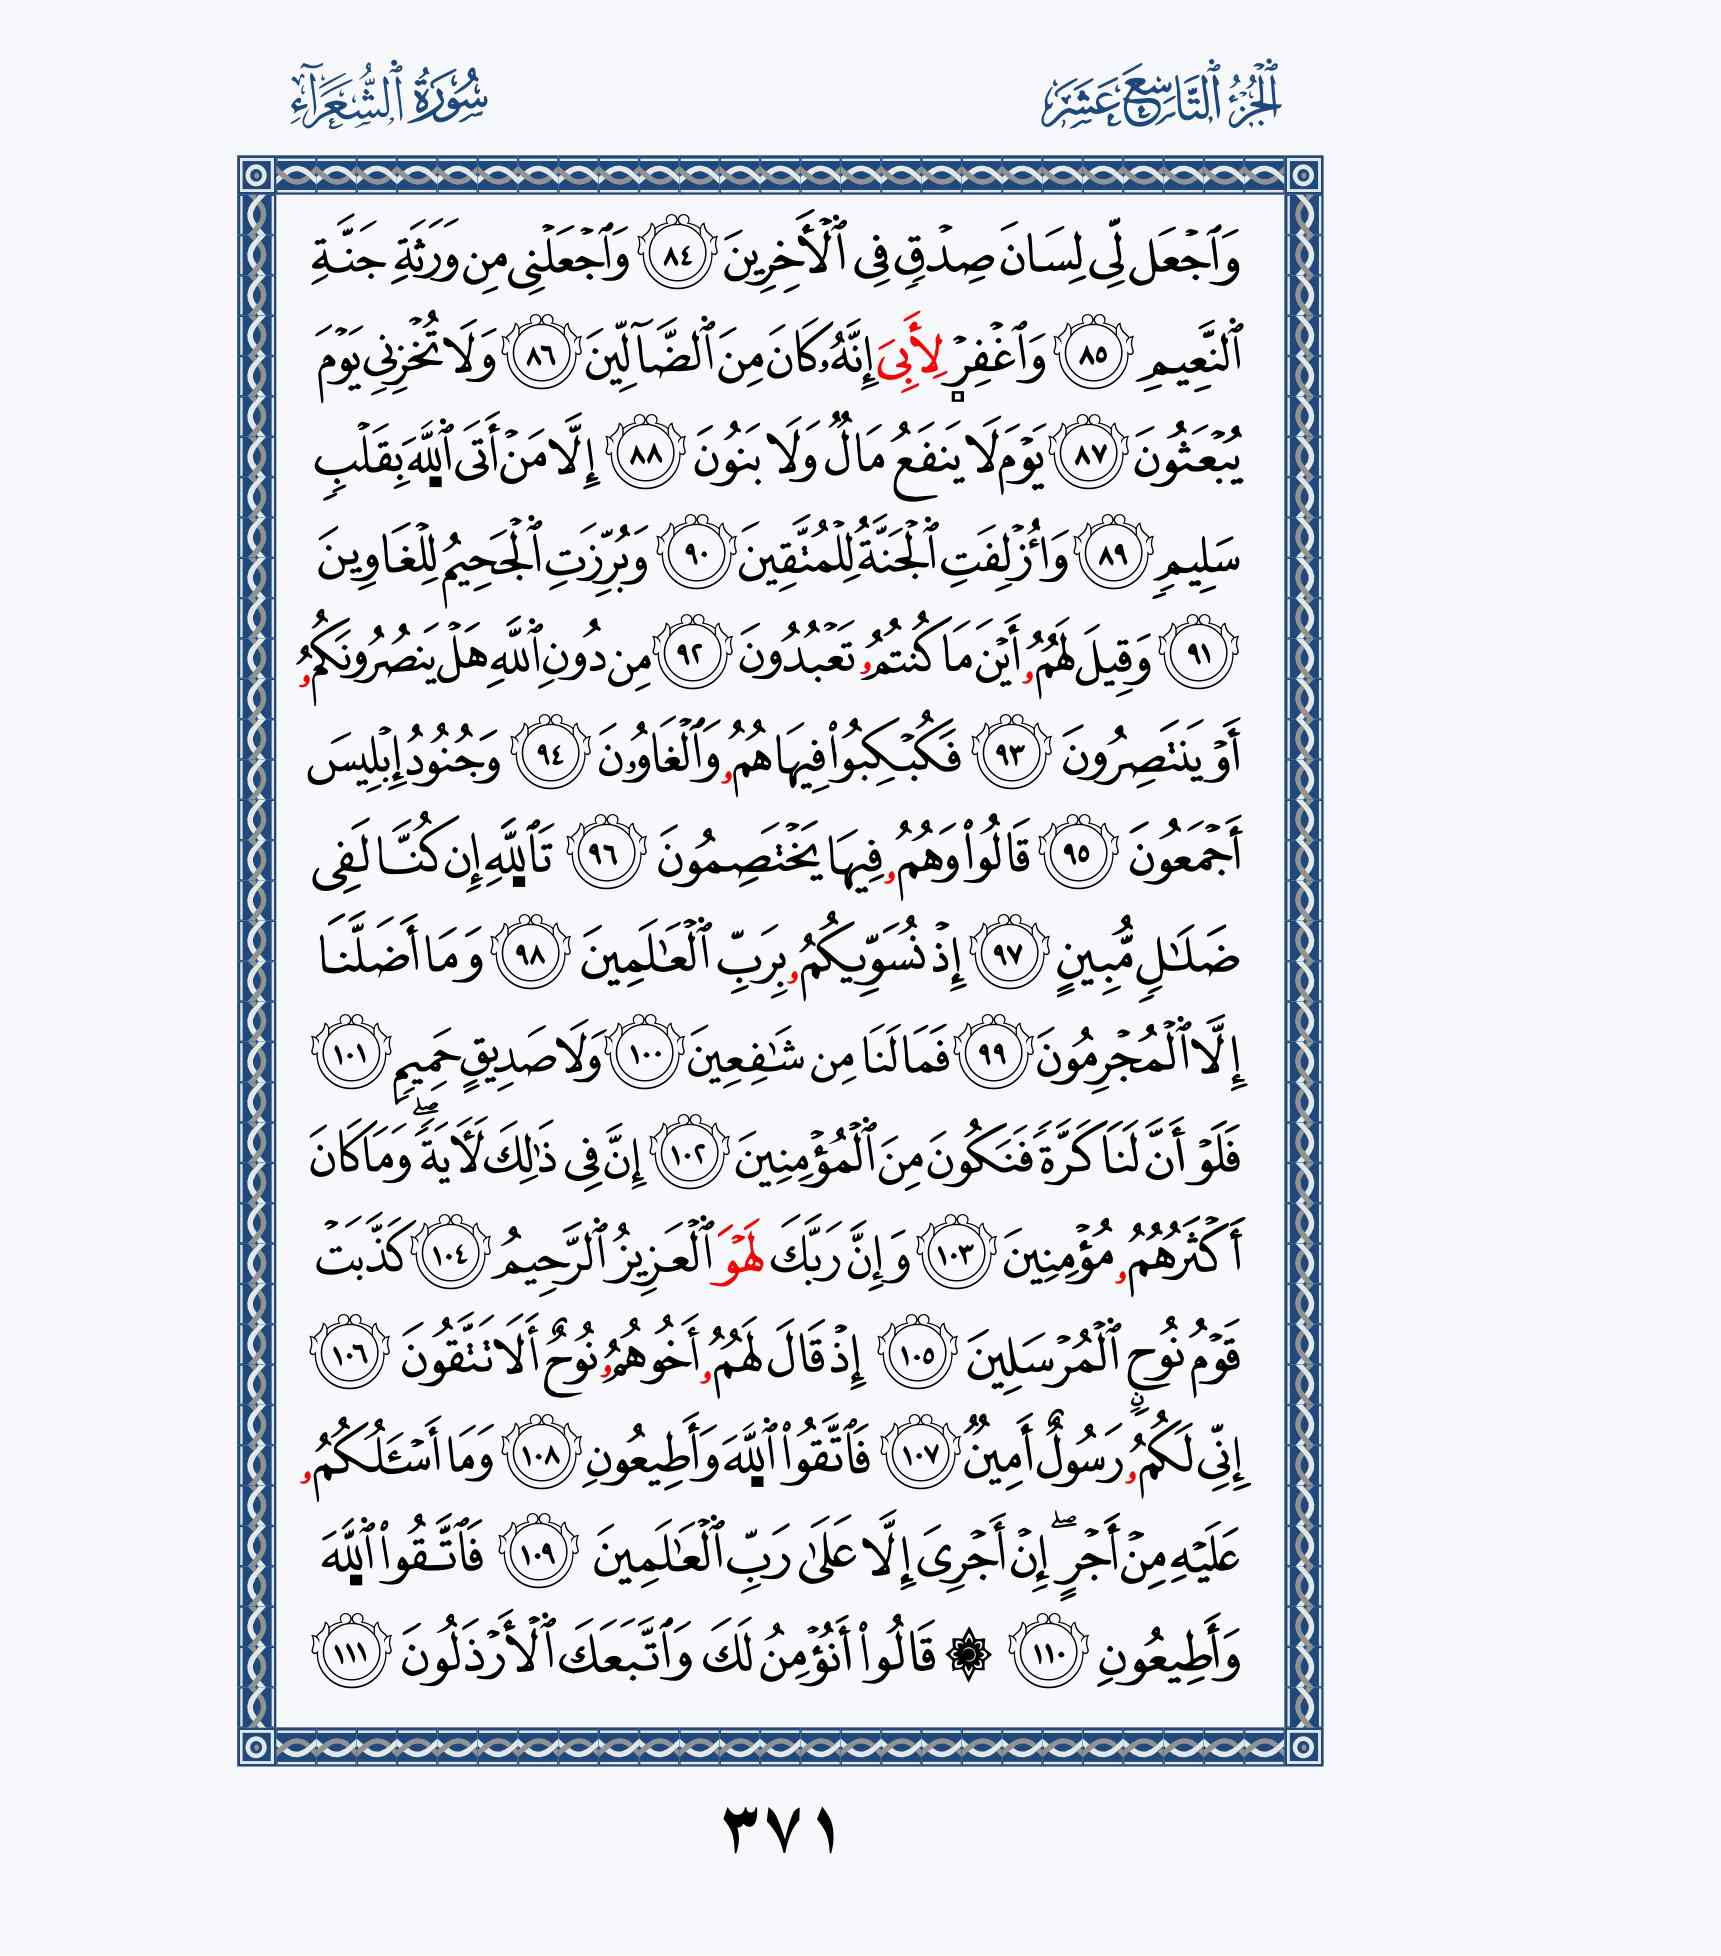 ٱلْجُزْءُ ٱلتَّاسِعَ عَشَرَ
سُورَةُ ٱلشُّعَرَآءِ
وَٱجْعَل لِّى لِسَانَ صِدْقٍ فِى ٱلْأَخِرِينَ ٨٤ وَٱجْعَلْنِى مِن وَرَثَةِ جَنَّةِ
ٱلنَّعِيمِ ٨٥ وَٱغْفِرْ لِأَبِىَ إِنَّهُۥ كَانَ مِنَ ٱلضَّآلِّينَ ٨٦ وَلَا تُخْزِنِى يَوْمَ
يُبْعَثُونَ ٨٧ يَوْمَ لَا يَنفَعُ مَالٌ وَلَا بَنُونَ ٨٨ إِلَّا مَنْ أَتَى ٱللَّهَ بِقَلْبٍ
سَلِيمٍ ٨٩ وَأُزْلِفَتِ ٱلْجَنَّةُ لِلْمُتَّقِينَ ٩٠ وَبُرِّزَتِ ٱلْجَحِيمُ لِلْغَاوِينَ
٩١ وَقِيلَ لَهُمُۥ أَيْنَ مَا كُنتُمُۥ تَعْبُدُونَ ٩٢ مِن دُونِ ٱللَّهِ هَلْ يَنصُرُونَكُمُۥ
أَوْ يَنتَصِرُونَ ٩٣ فَكُبْكِبُوا۟ فِيهَا هُمُۥ وَٱلْغَاوُۥنَ ٩٤ وَجُنُودُ إِبْلِيسَ
أَجْمَعُونَ ٩٥ قَالُوا۟ وَهُمُۥ فِيهَا يَخْتَصِمُونَ ٩٦ تَٱللَّهِ إِن كُنَّا لَفِى
ضَلَٰلٍ مُّبِينٍ ٩٧ إِذْ نُسَوِّيكُمُۥ بِرَبِّ ٱلْعَٰلَمِينَ ٩٨ وَمَا أَضَلَّنَا
إِلَّا ٱلْمُجْرِمُونَ ٩٩ فَمَا لَنَا مِن شَٰفِعِينَ ١٠٠ وَلَا صَدِيقٍ حَمِيمٍ ١٠١
فَلَوْ أَنَّ لَنَا كَرَّةً فَنَكُونَ مِنَ ٱلْمُؤْمِنِينَ ١٠٢ إِنَّ فِى ذَٰلِكَ لَأَيَةً ۖ وَمَا كَانَ
أَكْثَرُهُمُۥ مُؤْمِنِينَ ١٠٣ وَإِنَّ رَبَّكَ لَهْوَ ٱلْعَزِيزُ ٱلرَّحِيمُ ١٠٤ كَذَّبَتْ
قَوْمُ نُوحٍ ٱلْمُرْسَلِينَ ١٠٥ إِذْ قَالَ لَهُمُۥ أَخُوهُمُۥ نُوحٌ أَلَا تَتَّقُونَ ١٠٦
إِنِّى لَكُمُۥ رَسُولٌ أَمِينٌ ١٠٧ فَٱتَّقُوا۟ ٱللَّهَ وَأَطِيعُونِ ١٠٨ وَمَا أَسْـَٔلُكُمُۥ
عَلَيْهِ مِنْ أَجْرٍ ۖ إِنْ أَجْرِىَ إِلَّا عَلَىٰ رَبِّ ٱلْعَٰلَمِينَ ١٠٩ فَٱتَّقُوا۟ ٱللَّهَ
وَأَطِيعُونِ ١١٠ ۞ قَالُوا۟ أَنُؤْمِنُ لَكَ وَٱتَّبَعَكَ ٱلْأَرْذَلُونَ ١١١
٣٧١